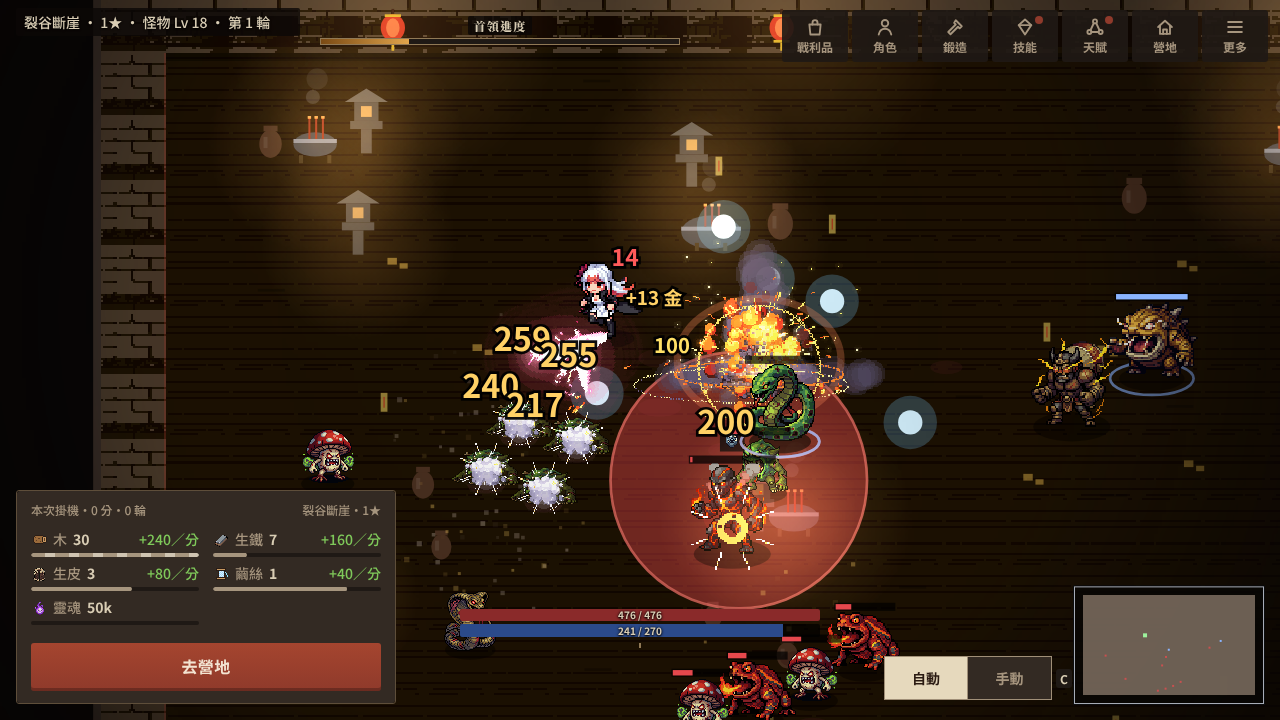 裂谷斷崖 · 1★ · 怪物 Lv 18 · 第 1 輪
首領進度
戰利品
角色
鍛造
技能
天賦
營地
更多
14
+13 金
259
255
100
240
217
200
本次掛機·0 分·0 輪
裂谷斷崖·1★
木 30 +240／分
生鐵 7 +160／分
生皮 3 +80／分
繭絲 1 +40／分
靈魂 50k
去營地
476 / 476
241 / 270
自動
手動
C